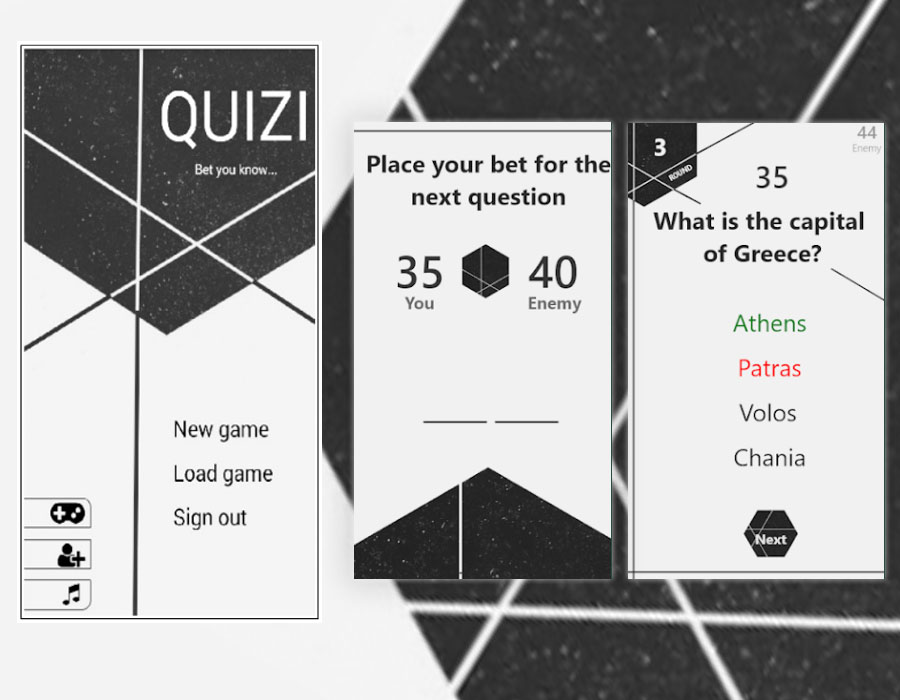 QUIZI
Bet you know...
New game
Load game
Sign out
Place your bet for the
next question
35
You
40
Enemy
3
ROUND
44
Enemy
35
What is the capital
of Greece?
Athens
Patras
Volos
Chania
Next